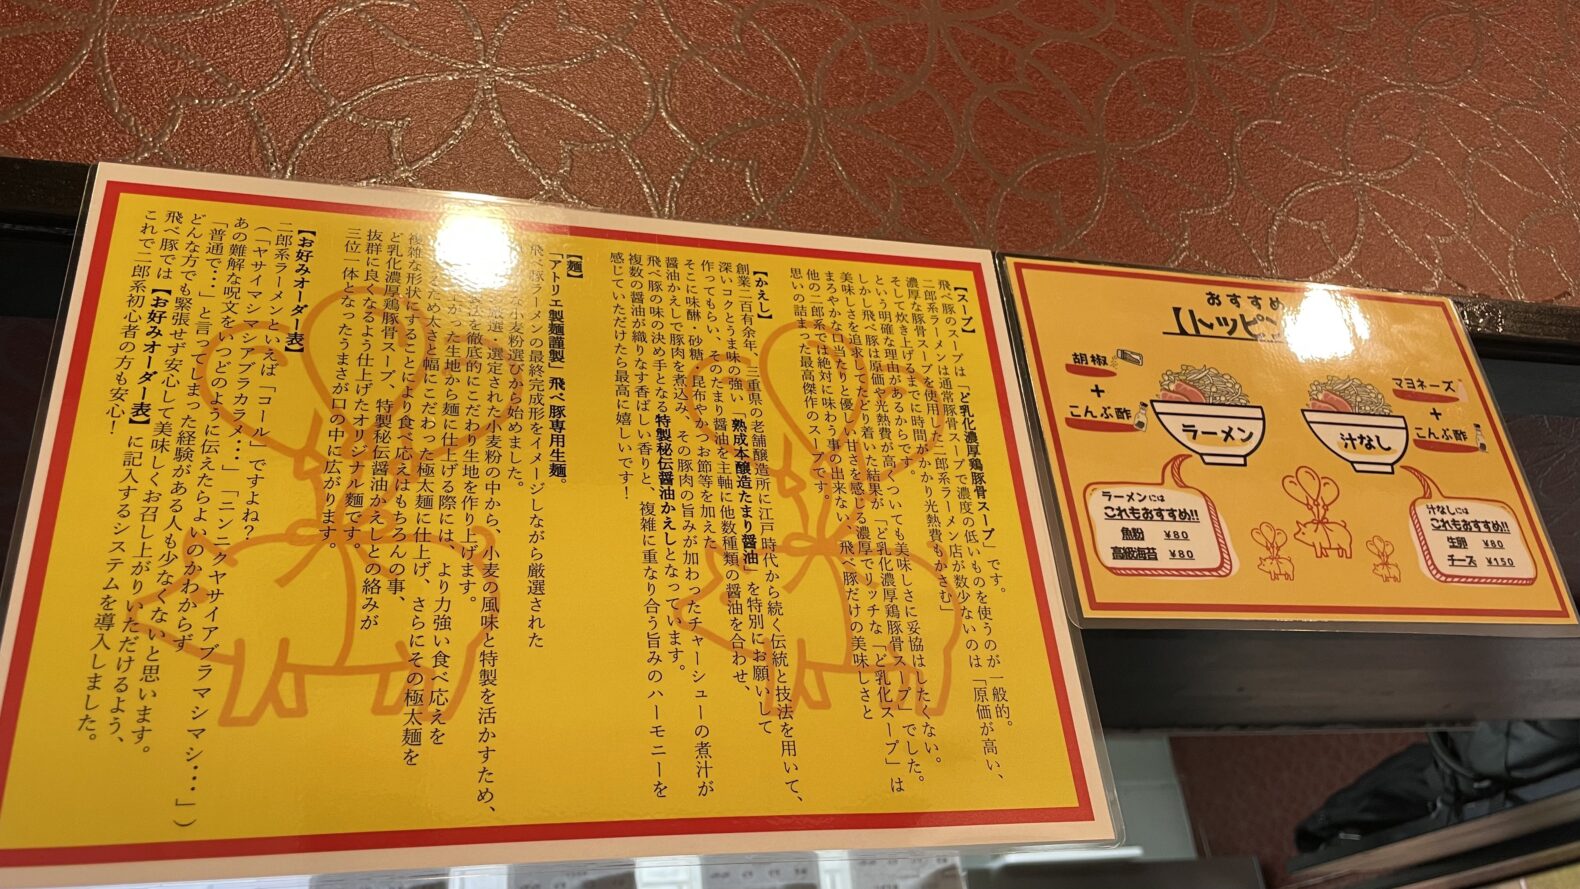 【スープ】
飛べ豚のスープは「ど乳化濃厚鶏豚骨スープ」です。
二郎系ラーメンは通常豚骨スープで濃度の低いものを使うのが一般的。
濃厚な豚骨スープを使用した二郎系ラーメン店が数少ないのは「原価が高い、
そして炊き上げるまでに時間がかかり光熱費もかさむ」
という明確な理由があるからです。
しかし飛べ豚は原価や光熱費が高くついても美味しさに妥協はしたくない。
美味しさを追求してたどり着いた結果が「ど乳化濃厚鶏豚骨スープ」でした。
まろやかな口当たりと優しい甘さを感じる濃厚でリッチな「ど乳化スープ」は
他の二郎系では絶対に味わう事の出来ない、飛べ豚だけの美味しさと
思いの詰まった最高傑作のスープです。
【かえし】
創業二百有余年、三重県の老舗醸造所に江戸時代から続く伝統と技法を用いて、
深いコクとうま味の強い「熟成本醸造たまり醤油」を特別にお願いして
作ってもらい、そのたまり醤油を主軸に他数種類の醤油を合わせ、
そこに味醂・砂糖・昆布やかつお節等を加えた
醤油かえしで豚肉を煮込み、その豚肉の旨みが加わったチャーシューの煮汁が
飛べ豚の味の決め手となる特製秘伝醤油かえしとなっています。
複数の醤油が織りなす香ばしい香りと、複雑に重なり合う旨みのハーモニーを
感じていただけたら最高に嬉しいです！
【麺】
「アトリエ製麺謹製」飛べ豚専用生麺。
飛べ豚ラーメンの最終完成形をイメージしながら厳選された
小麦粉選びから始めました。
厳選・選定された小麦粉の中から、小麦の風味と特製を活かすため、
法を徹底的にこだわり生地を作り上げます。
がった生地から麺に仕上げる際には、より力強い食べ応えを
ため太さと幅にこだわった極太麺に仕上げ、さらにその極太麺を
複雑な形状にすることにより食べ応えはもちろんの事、
ど乳化濃厚鶏豚骨スープ、特製秘伝醤油かえしとの絡みが
抜群に良くなるよう仕上げたオリジナル麺です。
三位一体となったうまさが口の中に広がります。
【お好みオーダー表】
二郎系ラーメンといえば「コール」ですよね？
（「ヤサイマシマシアブラカラメ・・・」「ニンニクヤサイアブラマシマシ・・・」）
あの難解な呪文をいつどのように伝えたらよいのかわからず
「普通で・・・」と言ってしまった経験がある人も少なくないと思います。
どんな方でも緊張せず安心して美味しくお召し上がりいただけるよう、
飛べ豚では【お好みオーダー表】に記入するシステムを導入しました。
これで二郎系初心者の方も安心！
おすすめ
【トッピン
胡椒
+
こんぶ酢
ラーメン
マヨネーズ
+
こんぶ酢
汁なし
ラーメンには
これもおすすめ!!
魚粉 ¥80
高級海苔 ¥80
汁なしには
これもおすすめ!!
生卵 ¥80
チーズ ¥150